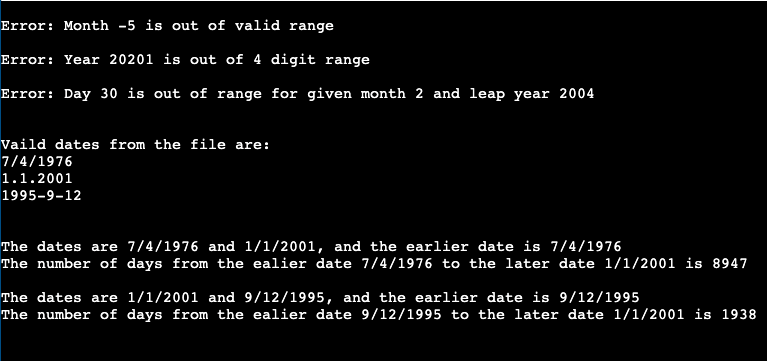 Error: Month -5 is out of valid range
Error: Year 20201 is out of 4 digit range
Error: Day 30 is out of range for given month 2 and leap year 2004
Vaild dates from the file are:
7/4/1976
1.1.2001
1995-9-12
The dates are 7/4/1976 and 1/1/2001, and the earlier date is 7/4/1976
The number of days from the ealier date 7/4/1976 to the later date 1/1/2001 is 8947
The dates are 1/1/2001 and 9/12/1995, and the earlier date is 9/12/1995
The number of days from the ealier date 9/12/1995 to the later date 1/1/2001 is 1938